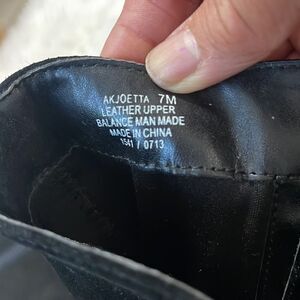 AKJOETTA 7M
LEATHER UPPER
BALANCE MAN MADE
MADE IN CHINA
1541 / 0713